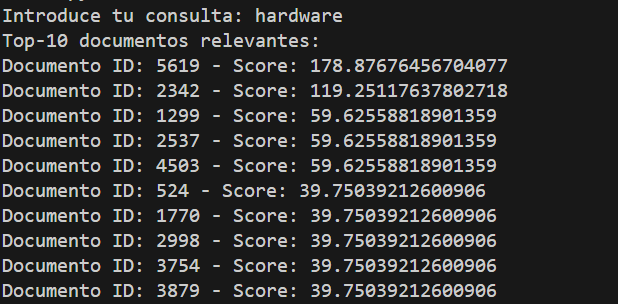 Introduce tu consulta: hardware
Top-10 documentos relevantes:
Documento ID: 5619 - Score: 178.87676456704077
Documento ID: 2342 - Score: 119.25117637802718
Documento ID: 1299 - Score: 59.62558818901359
Documento ID: 2537 - Score: 59.62558818901359
Documento ID: 4503 - Score: 59.62558818901359
Documento ID: 524 - Score: 39.75039212600906
Documento ID: 1770 - Score: 39.75039212600906
Documento ID: 2998 - Score: 39.75039212600906
Documento ID: 3754 - Score: 39.75039212600906
Documento ID: 3879 - Score: 39.75039212600906